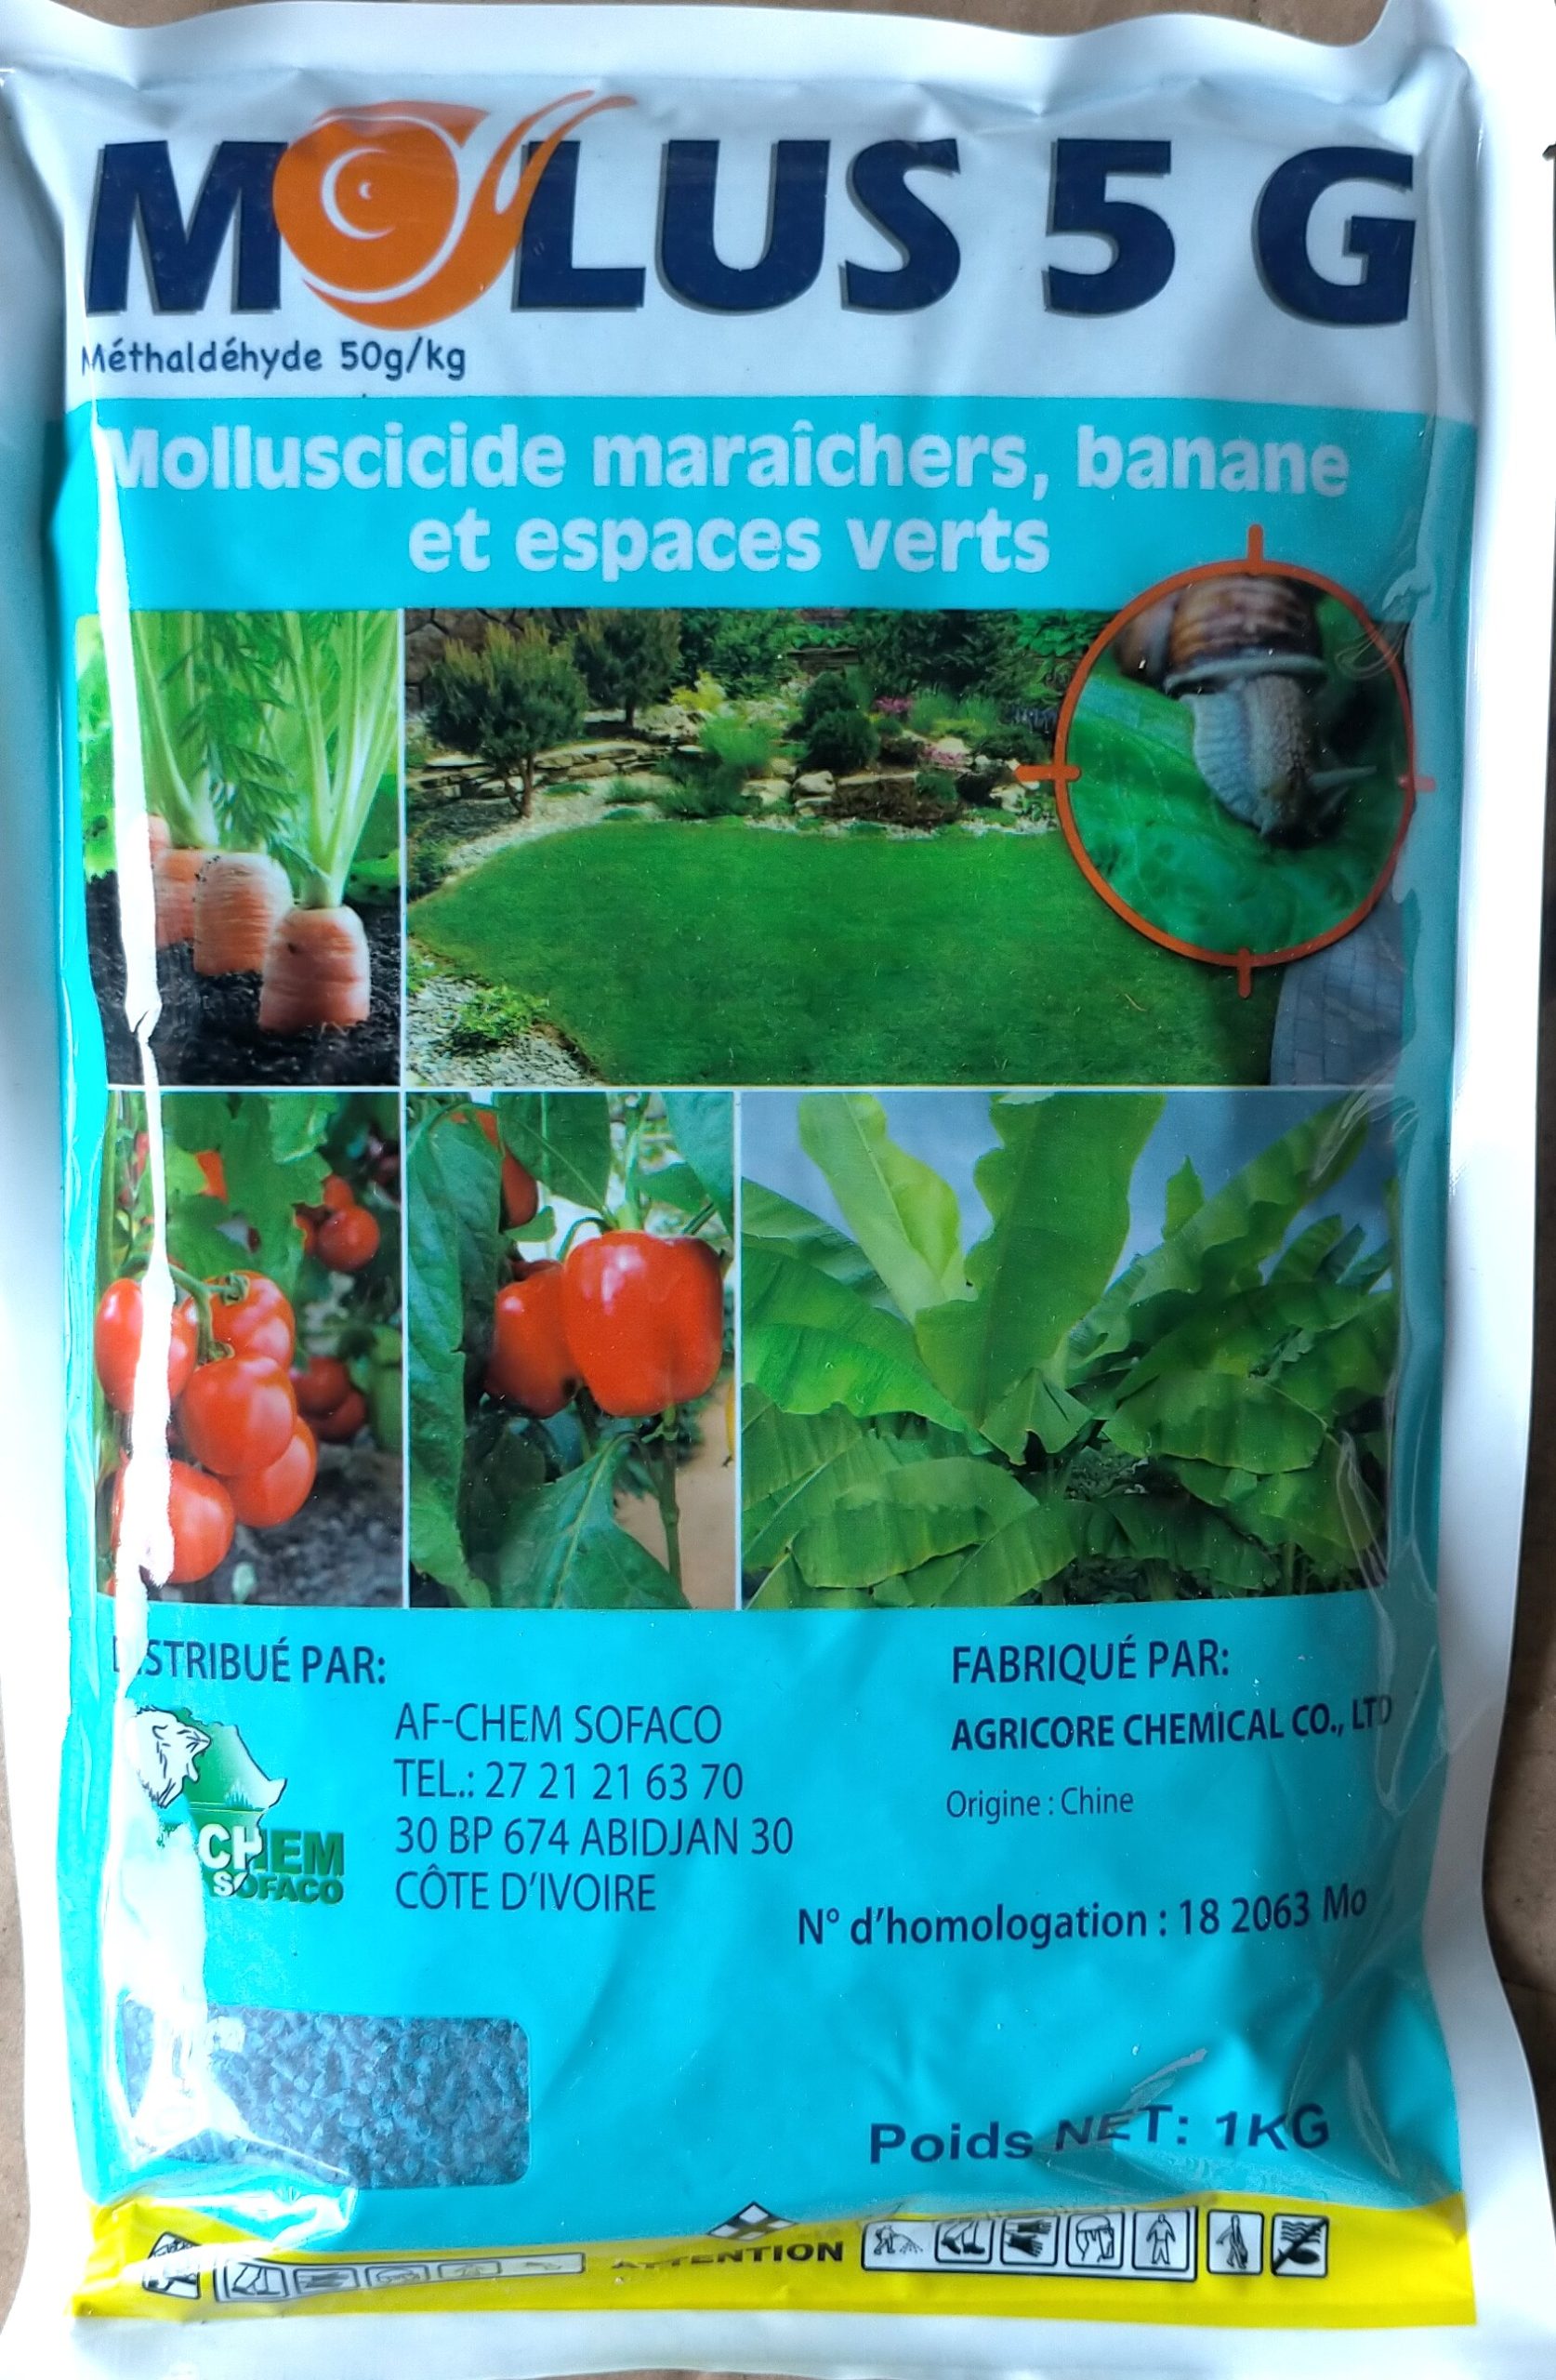 MOLUS 5 G
Méthaldéhyde 50g/kg
Molluscicide maraîchers, banane
et espaces verts
DISTRIBUÉ PAR:
AF-CHEM SOFACO
TEL.: 27 21 21 63 70
30 BP 674 ABIDJAN 30
CÔTE D'IVOIRE
CHEM
SOFACO
FABRIQUÉ PAR:
AGRICORE CHEMICAL CO., LTD
Origine : Chine
N° d'homologation : 18 2063 Mo
Poids NET: 1KG
ATTENTION